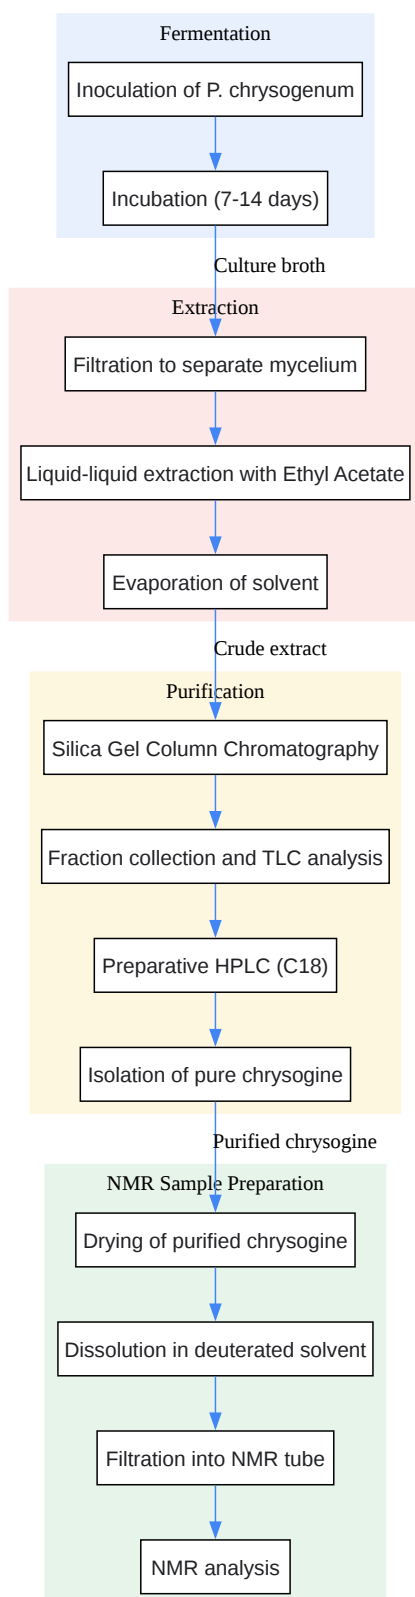 Fermentation
Inoculation of P. chrysogenum
Incubation (7-14 days)
Culture broth
Extraction
Filtration to separate mycelium
Liquid-liquid extraction with Ethyl Acetate
Evaporation of solvent
Crude extract
Purification
Silica Gel Column Chromatography
Fraction collection and TLC analysis
Preparative HPLC (C18)
Isolation of pure chrysogine
Purified chrysogine
NMR Sample Preparation
Drying of purified chrysogine
Dissolution in deuterated solvent
Filtration into NMR tube
NMR analysis